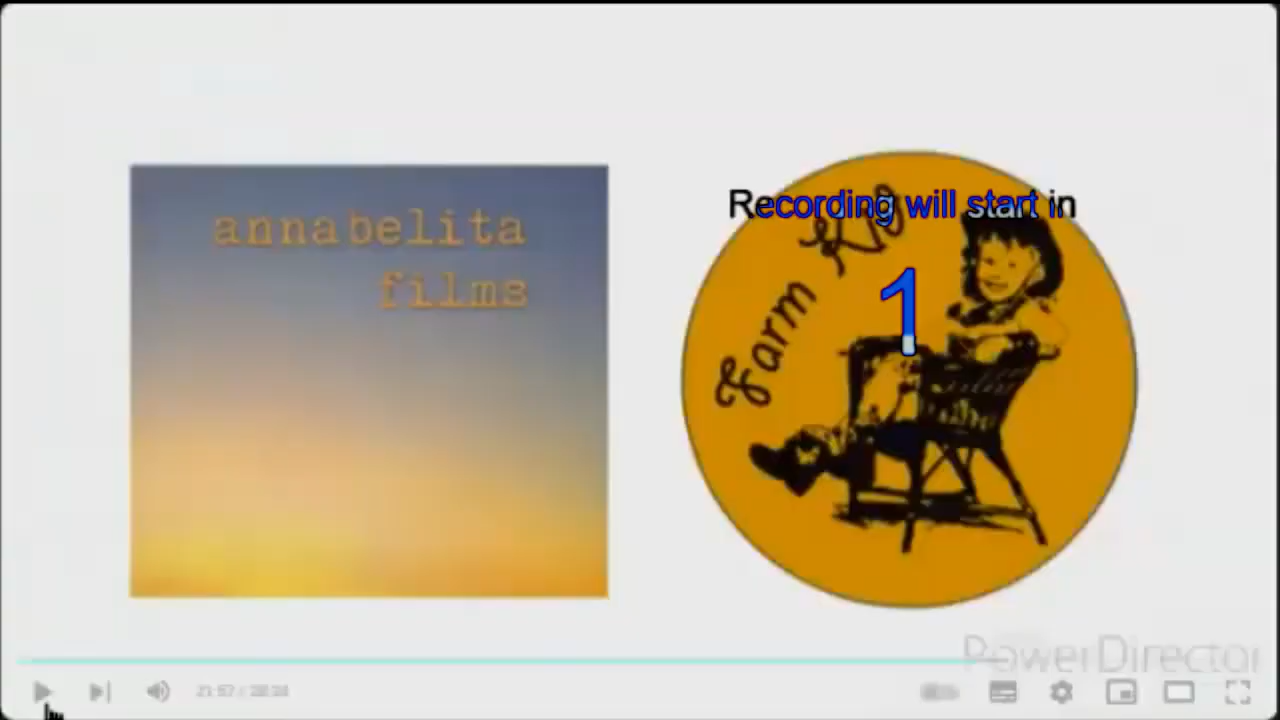 annabelita
films
Recording will start in
1
Farm Kid
PowerDirector